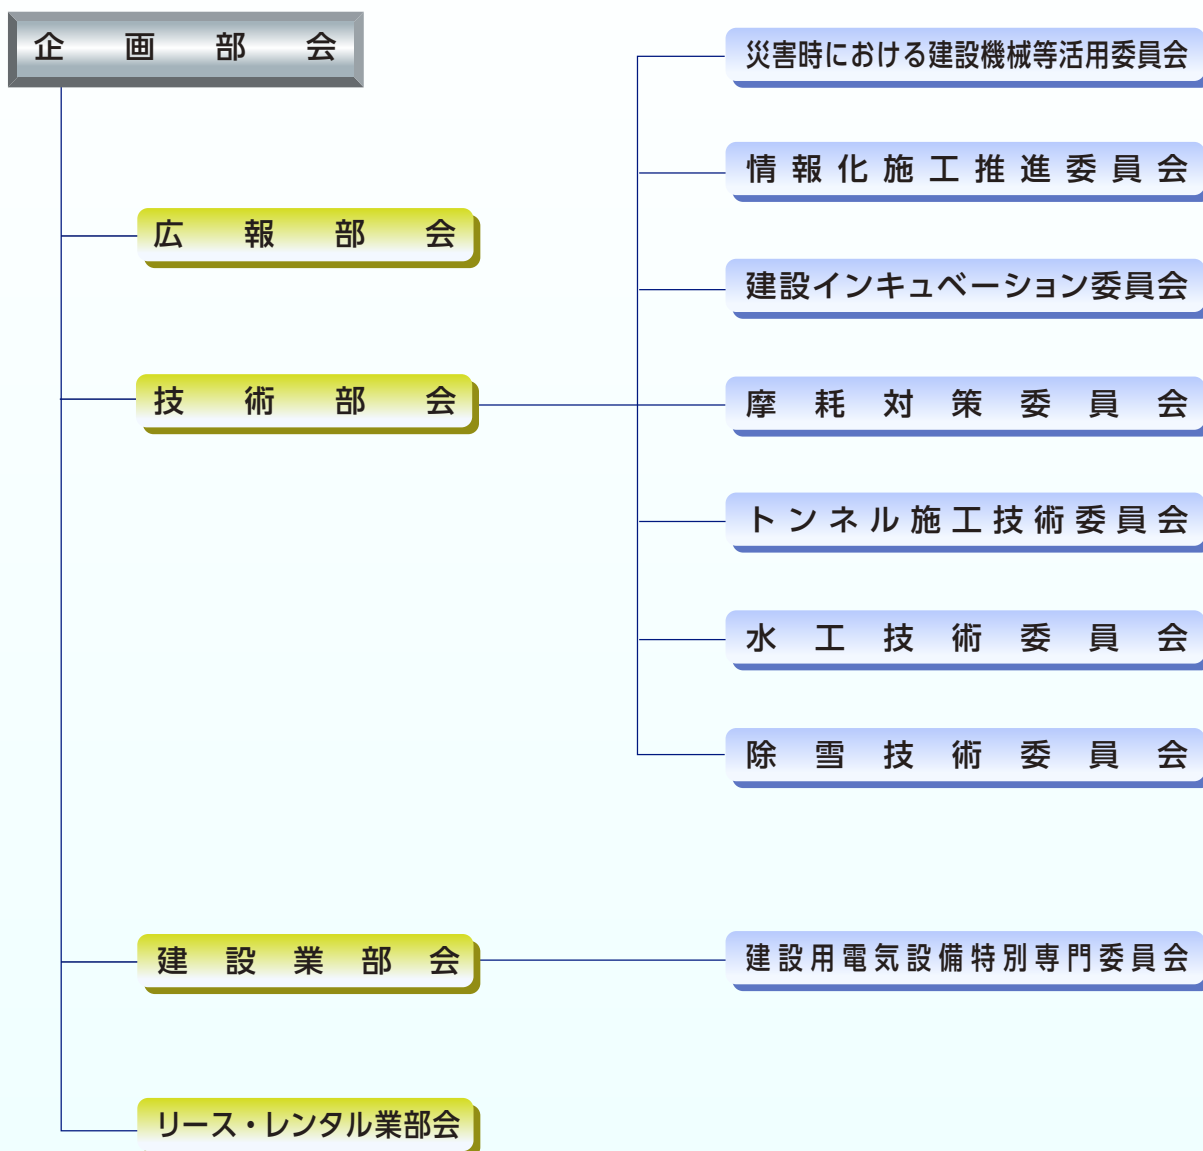 企画部会
広報部会
技術部会
災害時における建設機械等活用委員会
情報化施工推進委員会
建設インキュベーション委員会
摩耗対策委員会
トンネル施工技術委員会
水工技術委員会
除雪技術委員会
建設業部会
建設用電気設備特別専門委員会
リース・レンタル業部会